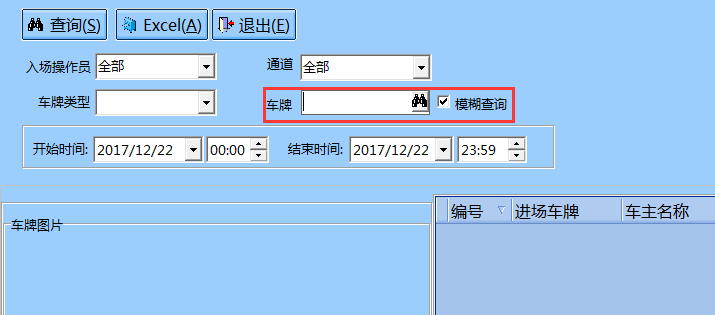 查询(S) Excel(A) 退出(E)
入场操作员 全部 通道 全部
车牌类型 车牌 模糊查询
开始时间: 2017/12/22 00:00 结束时间: 2017/12/22 23:59
车牌图片
编号 进场车牌 车主名称